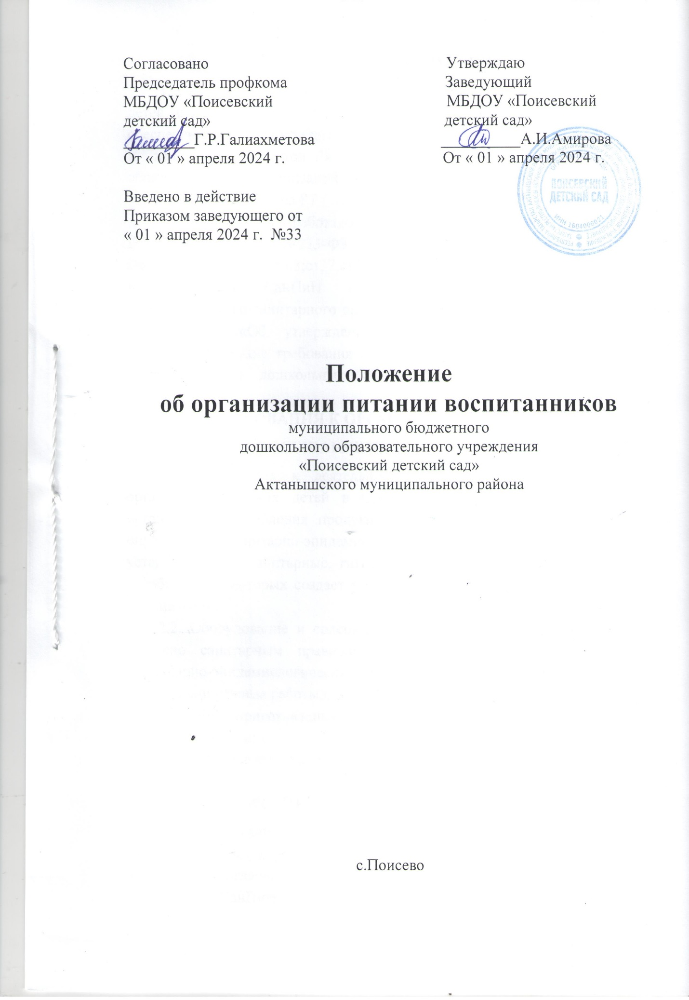 Согласовано
Председатель профкома
МБДОУ «Поисевский
детский сад»
____________Г.Р.Галиахметова
От « 01 » апреля 2024 г.
Утверждаю
Заведующий
МБДОУ «Поисевский
детский сад»
____________А.И.Амирова
От « 01 » апреля 2024 г.
ПОИСЕВСКИЙ
ДЕТСКИЙ САД
ИНН 1604006021
Введено в действие
Приказом заведующего от
« 01 » апреля 2024 г. №33
Положение
об организации питании воспитанников
муниципального бюджетного
дошкольного образовательного учреждения
«Поисевский детский сад»
Актанышского муниципального района
с.Поисево